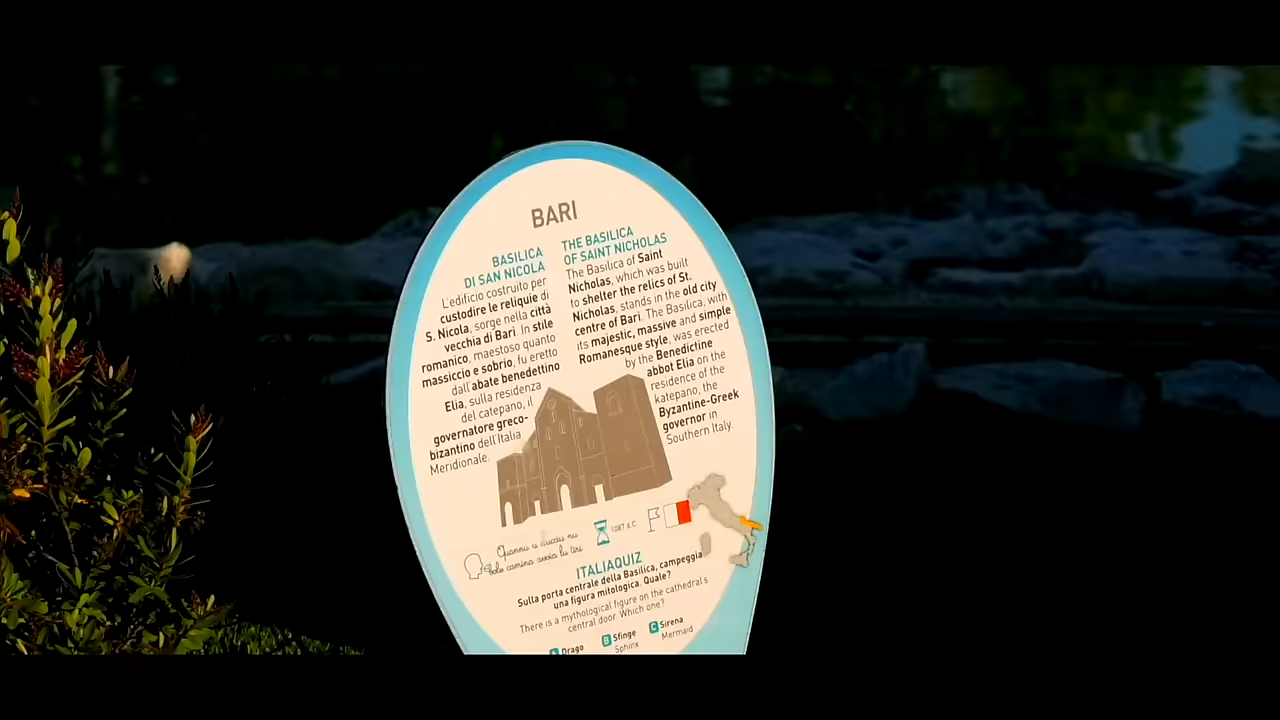 BARI
BASILICA
DI SAN NICOLA
L'edificio costruito per
custodire le reliquie di
S. Nicola, sorge nella città
vecchia di Bari. In stile
romanico, maestoso quanto
massiccio e sobrio, fu eretto
dall'abate benedettino
Elia, sulla residenza
del catepano, il
governatore greco-
bizantino dell'Italia
Meridionale.
THE BASILICA
OF SAINT NICHOLAS
The Basilica of Saint
Nicholas, which was built
to shelter the relics of St.
Nicholas, stands in the old city
centre of Bari. The Basilica, with
its majestic, massive and simple
Romanesque style, was erected
by the Benedictine
abbot Elia on the
residence of the
katepano, the
Byzantine-Greek
governor in
Southern Italy.
Quannu u
camina
1087 d.C.
ITALIAQUIZ
Sulla porta centrale della Basilica, campeggia
una figura mitologica. Quale?
There is a mythological figure on the cathedral's
central door. Which one?
Drago
B Sfinge
Sphinx
C Sirena
Mermaid